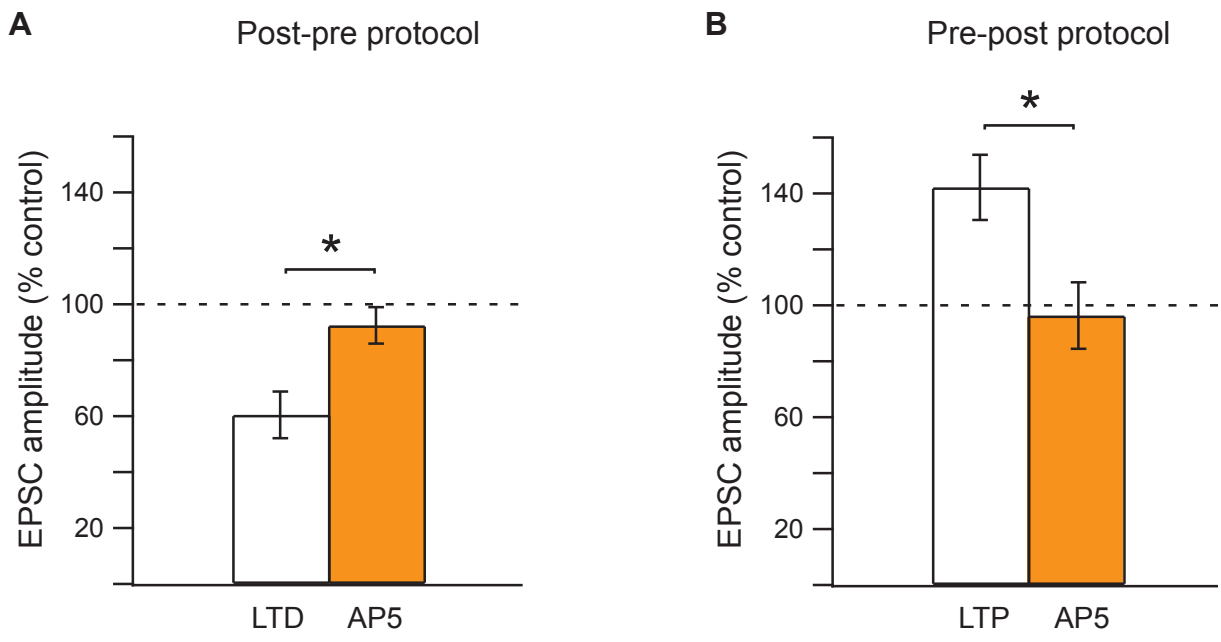 A
Post-pre protocol
*
EPSC amplitude (% control)
140
100
60
20
LTD AP5
B
Pre-post protocol
*
EPSC amplitude (% control)
140
100
60
20
LTP AP5